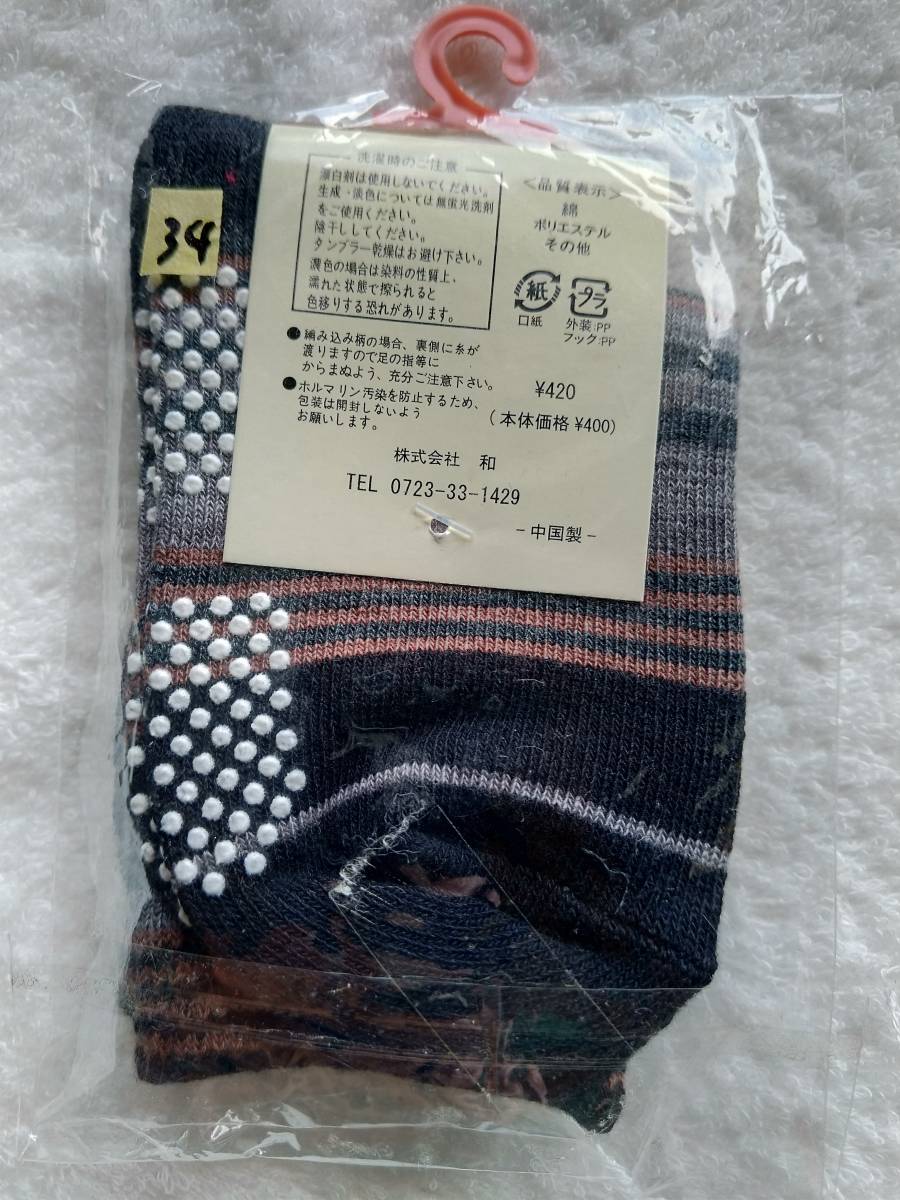 34
洗濯時のご注意
漂白剤は使用しないでください。
生成・淡色については無蛍光洗剤
をご使用ください。
陰干ししてください。
タンブラー乾燥はお避け下さい。
濃色の場合は染料の性質上、
濡れた状態で擦られると
色移りする恐れがあります。
●編み込み柄の場合、裏側に糸が
渡りますので足の指等に
からまぬよう、充分ご注意下さい。
●ホルマリン汚染を防止するため、
包装は開封しないよう
お願いします。
<品質表示>
綿
ポリエステル
その他
紙
口紙
プラ
外装:PP
フック:PP
¥420
(本体価格 ¥400)
株式会社 和
TEL 0723-33-1429
-中国製-